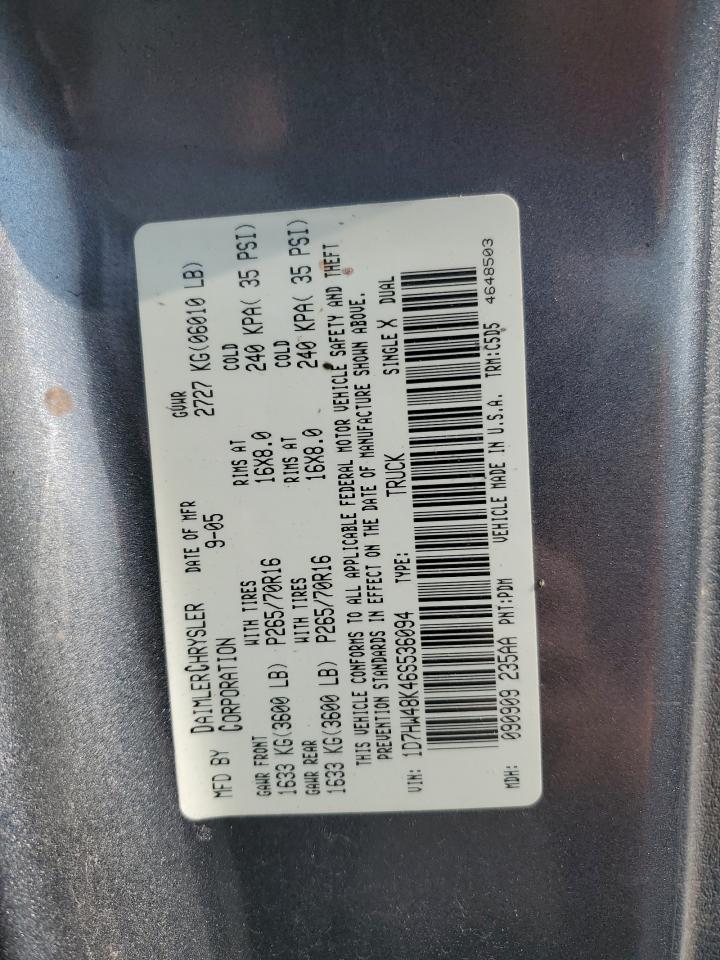 MFD BY DAIMLERCHRYSLER CORPORATION DATE OF MFR 9-05 GVWR 2727 KG(06010 LB)
GAWR FRONT WITH TIRES RIMS AT COLD
1633 KG(3600 LB) P265/70R16 16X8.0 240 KPA( 35 PSI)
GAWR REAR WITH TIRES RIMS AT COLD
1633 KG(3600 LB) P265/70R16 16X8.0 240 KPA( 35 PSI)
THIS VEHICLE CONFORMS TO ALL APPLICABLE FEDERAL MOTOR VEHICLE SAFETY AND THEFT
PREVENTION STANDARDS IN EFFECT ON THE DATE OF MANUFACTURE SHOWN ABOVE.
VIN: 1D7HW48K46S536094 TYPE: TRUCK SINGLE X DUAL
MDH: 090909 235AA PNT:PDM VEHICLE MADE IN U.S.A. TRM:C5D5 4648503